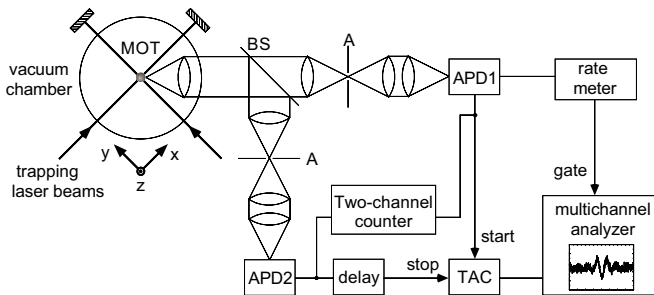 MOT
BS
A
vacuum
chamber
APD1
rate
meter
trapping
laser beams
y
x
z
A
gate
Two-channel
counter
multichannel
analyzer
start
APD2
delay
stop
TAC